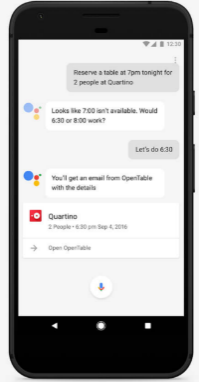 12:30
Reserve a table at 7pm tonight for
2 people at Quartino
Looks like 7:00 isn't available. Would
6:30 or 8:00 work?
Let's do 6:30
You'll get an email from OpenTable
with the details
Quartino
2 People • 6:30 pm Sep 4, 2016
Open OpenTable